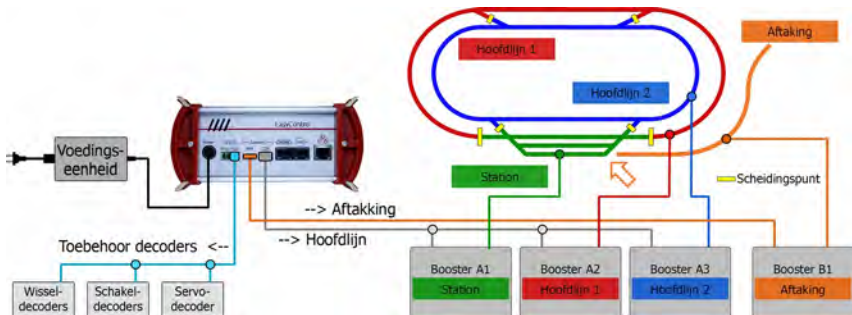 Hoofdlijn 1
Aftaking
Hoofdlijn 2
Voedings-
eenheid
Station
Scheidingspunt
--> Aftakking
--> Hoofdlijn
Toebehoor decoders <--
Wissel-
decoders
Schakel-
decoders
Servo-
decoder
Booster A1
Station
Booster A2
Hoofdlijn 1
Booster A3
Hoofdlijn 2
Booster B1
Aftaking